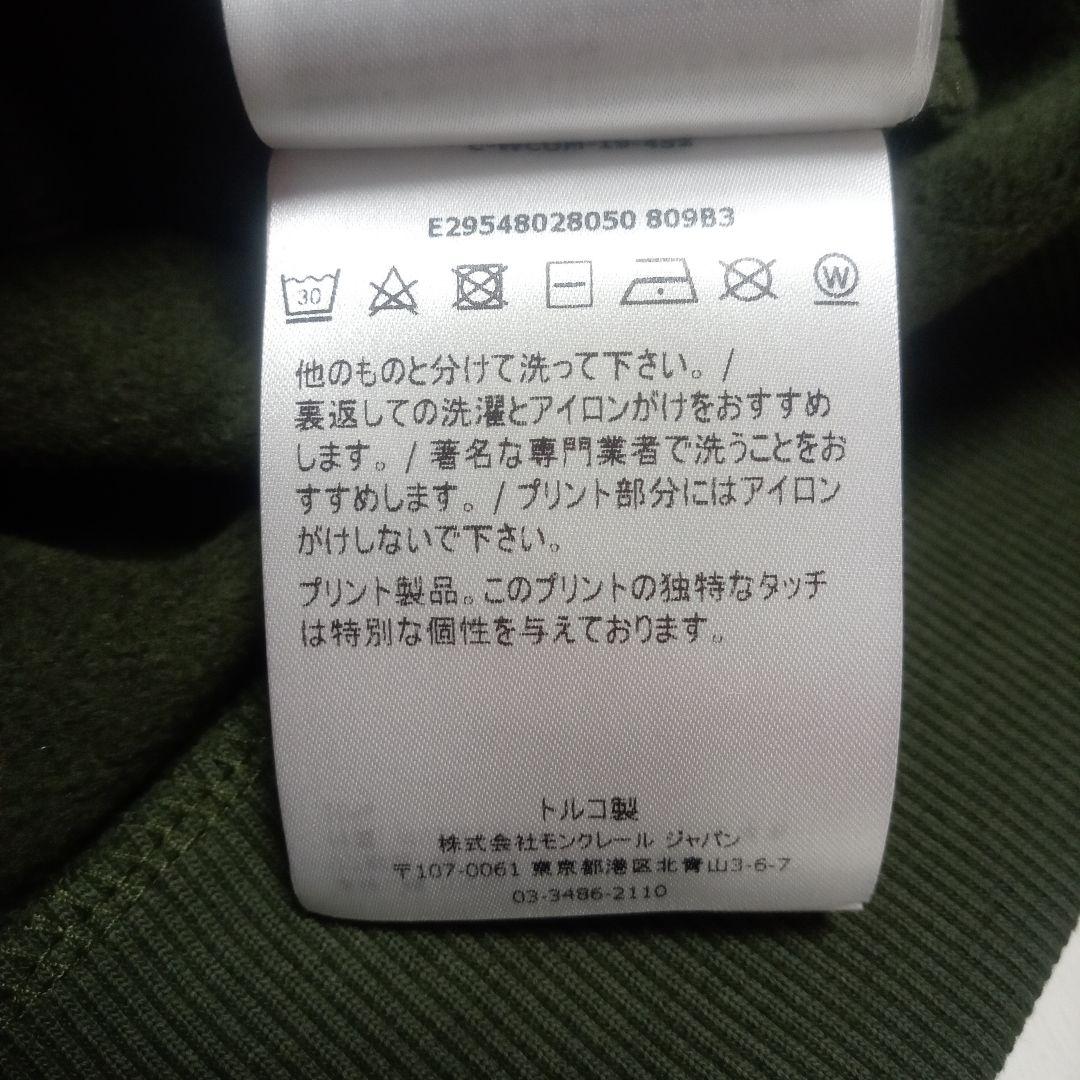 E29548028050 809B3
30
W
他のものと分けて洗って下さい。/
裏返しての洗濯とアイロンがけをおすすめ
します。/ 著名な専門業者で洗うことをお
すすめします。/ プリント部分にはアイロン
がけしないで下さい。
プリント製品。このプリントの独特なタッチ
は特別な個性を与えております。
トルコ製
株式会社モンクレール ジャパン
〒107-0061 東京都港区北青山3-6-7
03-3486-2110